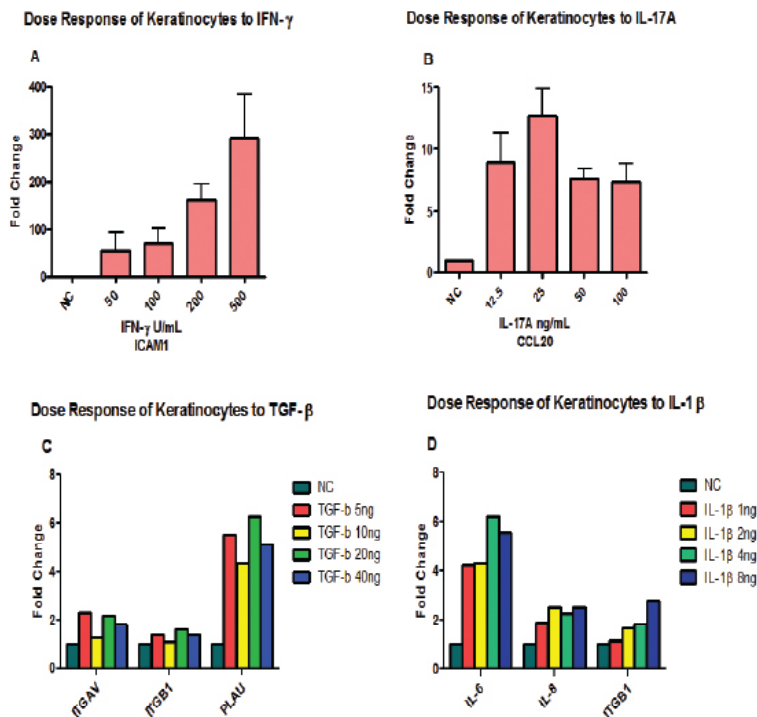 Dose Response of Keratinocytes to IFN-γ
A
400
300
200
100
0
Fold Change
NC
50
100
200
500
IFN-γ U/mL
ICAM1
Dose Response of Keratinocytes to IL-17A
B
15
10
5
0
Fold Change
NC
12.5
25
50
100
IL-17A ng/mL
CCL20
Dose Response of Keratinocytes to TGF-β
C
8
6
4
2
0
Fold Change
NC
TGF-b 5ng
TGF-b 10ng
TGF-b 20ng
TGF-b 40ng
ITGAV
ITGB1
PLAU
Dose Response of Keratinocytes to IL-1β
D
8
6
4
2
0
Fold Change
NC
IL-1β 1ng
IL-1β 2ng
IL-1β 4ng
IL-1β 8ng
IL-6
IL-8
ITGB1